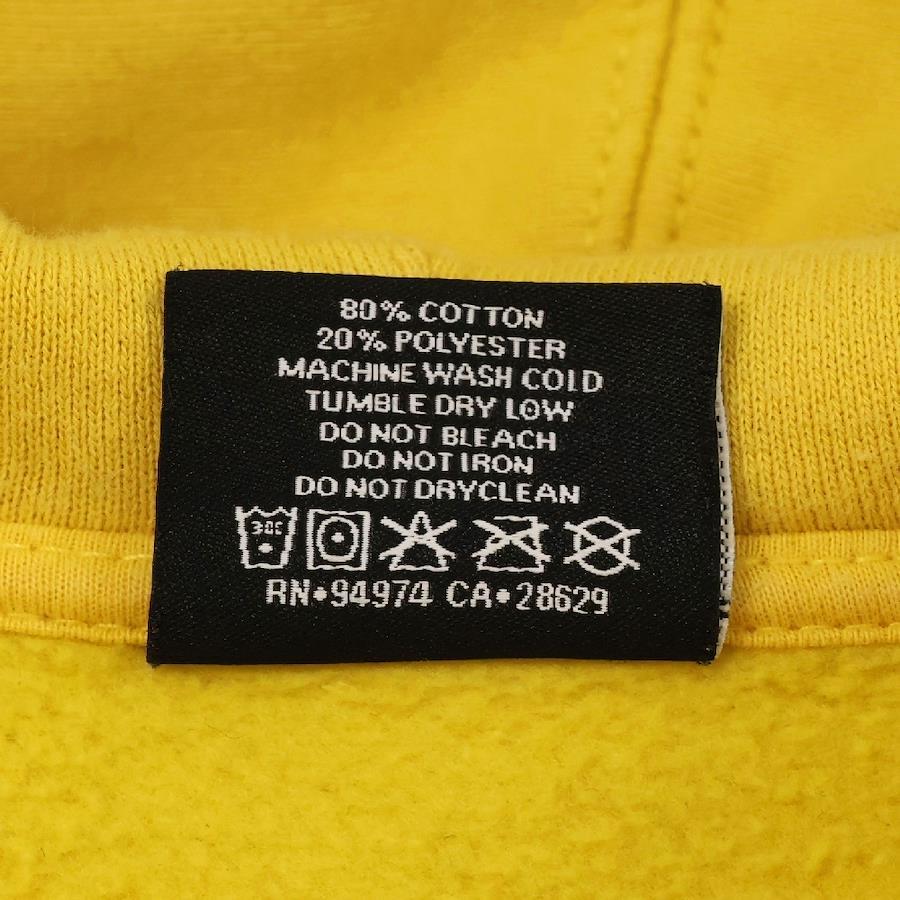 80% COTTON
20% POLYESTER
MACHINE WASH COLD
TUMBLE DRY LOW
DO NOT BLEACH
DO NOT IRON
DO NOT DRYCLEAN
30C
RN•94974 CA•28629